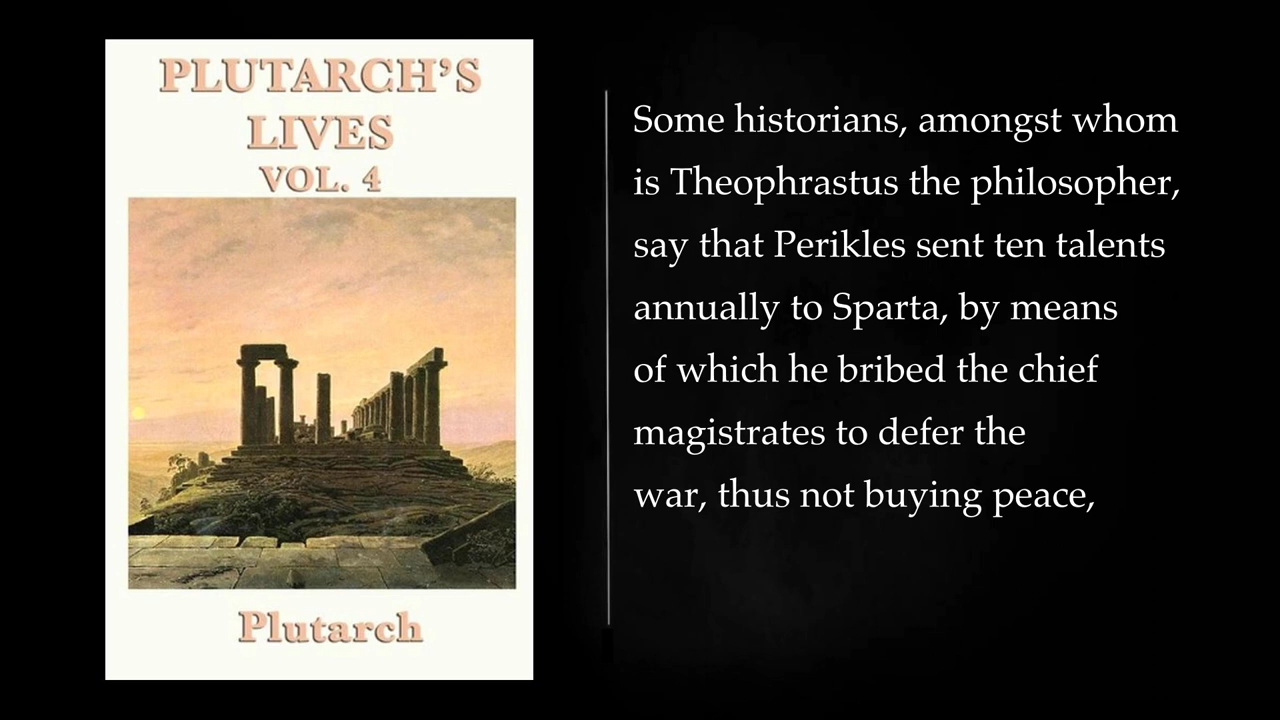 PLUTARCH'S
LIVES
VOL. 4
Plutarch
Some historians, amongst whom
is Theophrastus the philosopher,
say that Perikles sent ten talents
annually to Sparta, by means
of which he bribed the chief
magistrates to defer the
war, thus not buying peace,